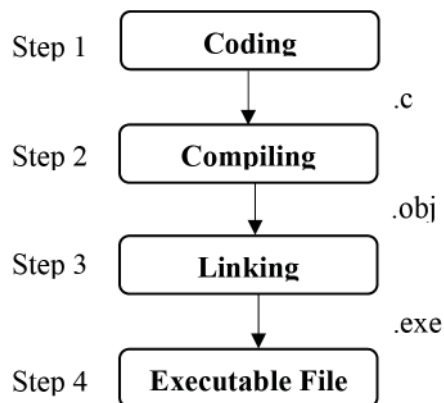 Step 1 Coding
.c
Step 2 Compiling
.obj
Step 3 Linking
.exe
Step 4 Executable File